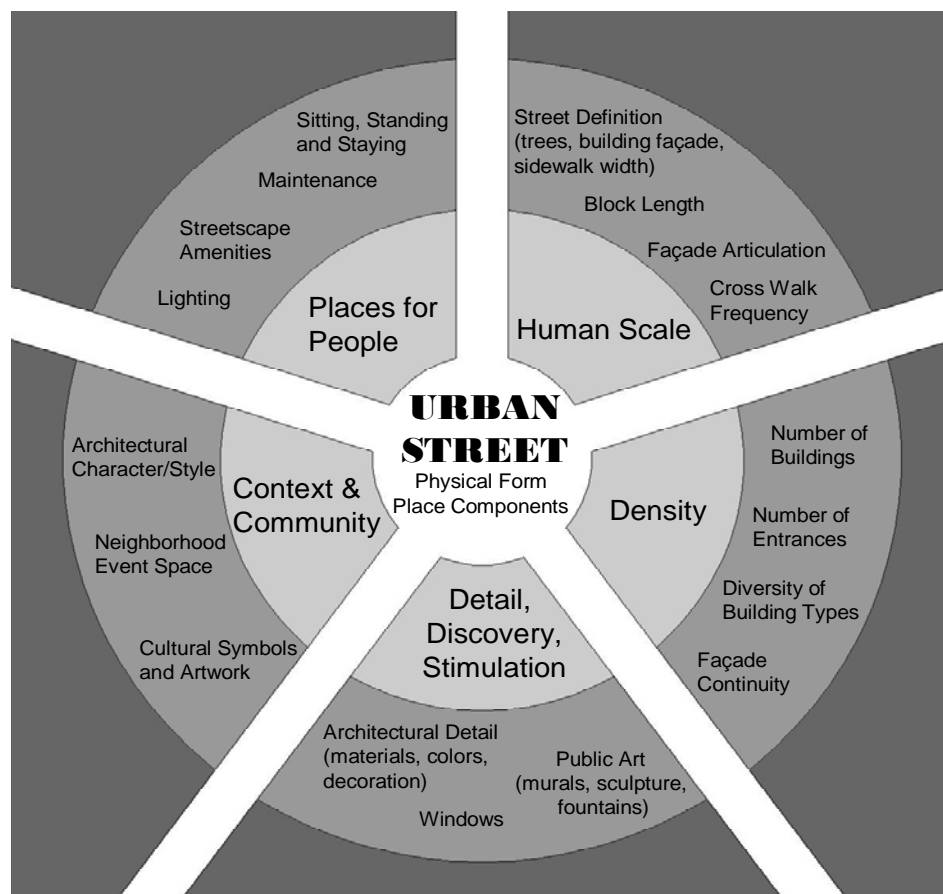 Sitting, Standing
and Staying
Maintenance
Streetscape
Amenities
Lighting
Places for
People
Street Definition
(trees, building façade,
sidewalk width)
Block Length
Façade Articulation
Cross Walk
Frequency
Human Scale
URBAN
STREET
Physical Form
Place Components
Architectural
Character/Style
Neighborhood
Event Space
Cultural Symbols
and Artwork
Context &
Community
Number of
Buildings
Number of
Entrances
Diversity of
Building Types
Façade
Continuity
Density
Detail,
Discovery,
Stimulation
Architectural Detail
(materials, colors,
decoration)
Windows
Public Art
(murals, sculpture,
fountains)